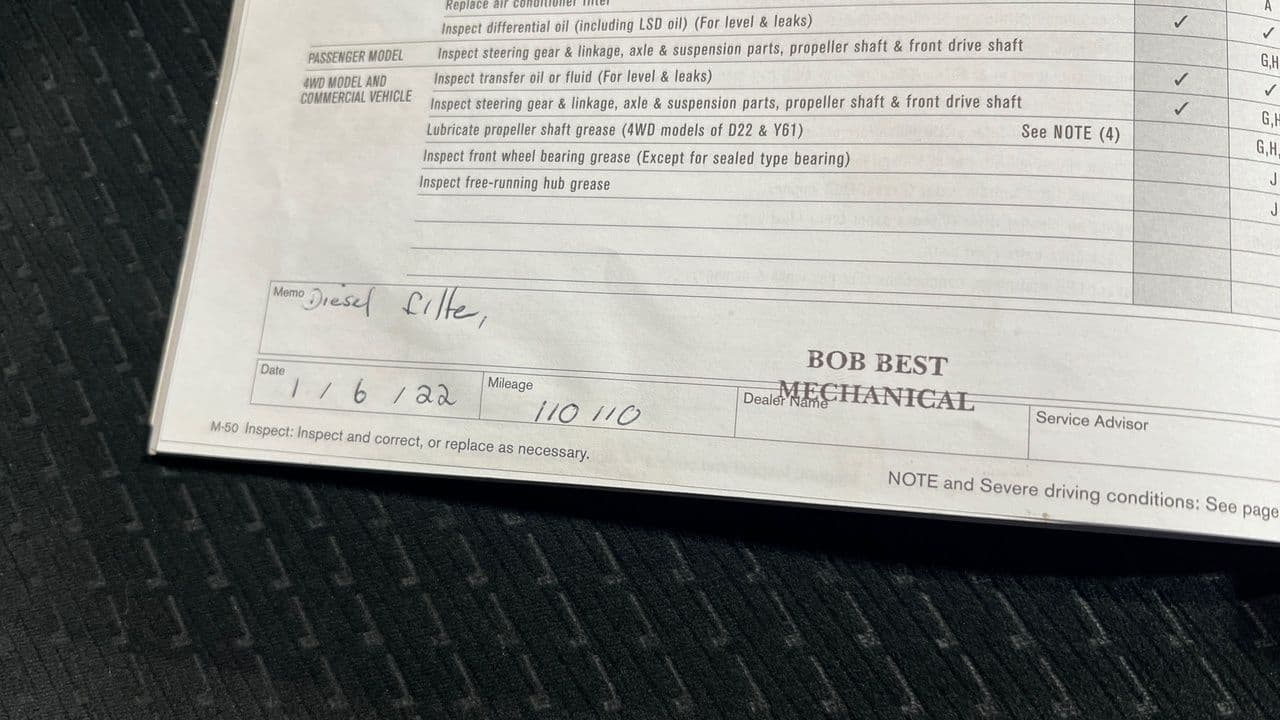 Replace air conditioner filter
A
Inspect differential oil (including LSD oil) (For level & leaks) ✓ ✓
PASSENGER MODEL Inspect steering gear & linkage, axle & suspension parts, propeller shaft & front drive shaft G,H
4WD MODEL AND COMMERCIAL VEHICLE Inspect transfer oil or fluid (For level & leaks) ✓ ✓
Inspect steering gear & linkage, axle & suspension parts, propeller shaft & front drive shaft ✓ G,H
Lubricate propeller shaft grease (4WD models of D22 & Y61) See NOTE (4) G,H,
Inspect front wheel bearing grease (Except for sealed type bearing) J
Inspect free-running hub grease J
Memo Diesel filter,
BOB BEST
MECHANICAL
Date 1 / 6 / 22 Mileage 110 110 Dealer Name Service Advisor
M-50 Inspect: Inspect and correct, or replace as necessary.
NOTE and Severe driving conditions: See page